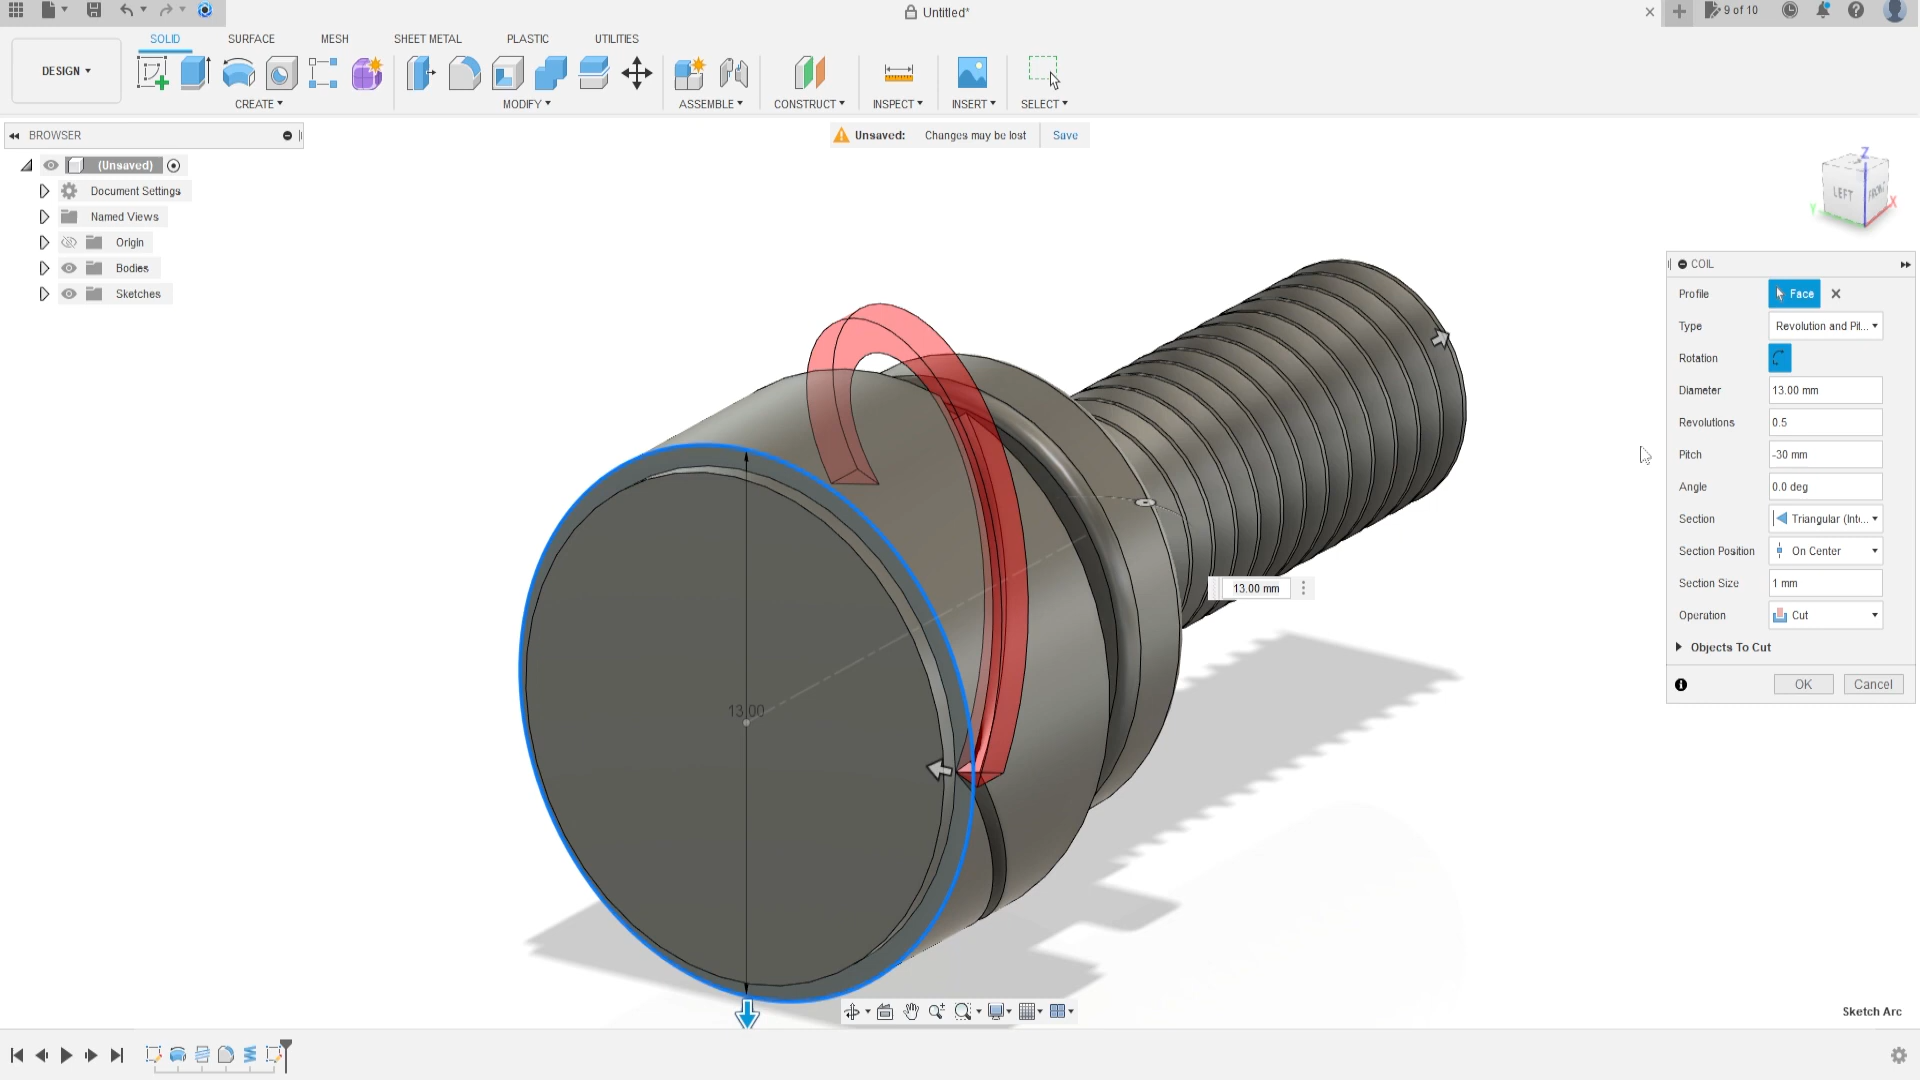 Untitled*
9 of 10
DESIGN
SOLID
SURFACE
MESH
SHEET METAL
PLASTIC
UTILITIES
CREATE
MODIFY
ASSEMBLE
CONSTRUCT
INSPECT
INSERT
SELECT
BROWSER
Unsaved: Changes may be lost Save
(Unsaved)
Document Settings
Named Views
Origin
Bodies
Sketches
Z
LEFT
FRONT
X
Y
COIL
Profile Face
Type Revolution and Pit...
Rotation
Diameter 13.00 mm
Revolutions 0.5
Pitch -30 mm
Angle 0.0 deg
Section Triangular (Int...
Section Position On Center
Section Size 1 mm
Operation Cut
Objects To Cut
OK Cancel
13.00 mm
13.00
Sketch Arc